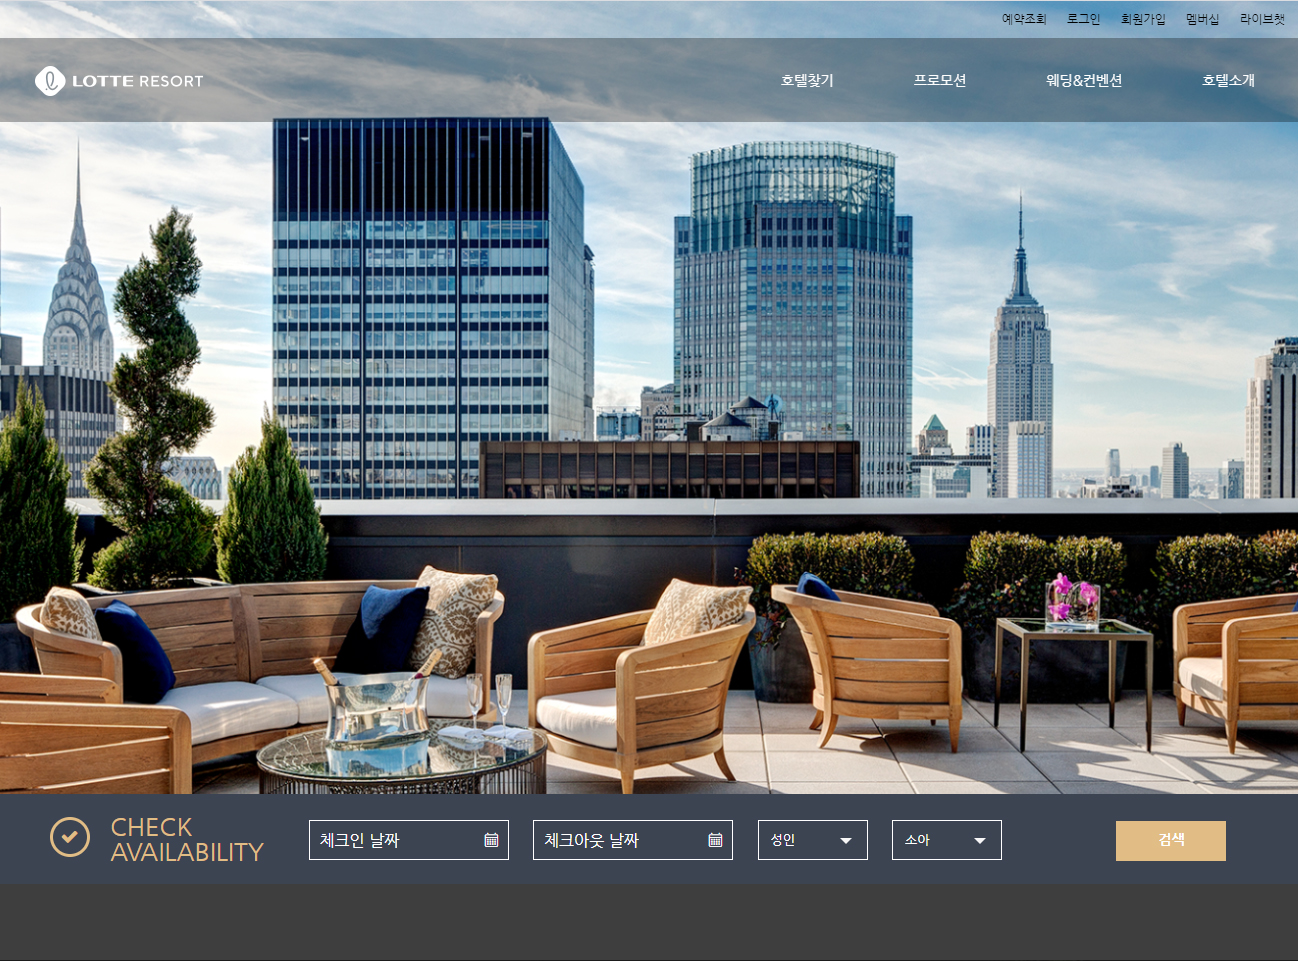 예약조회 로그인 회원가입 멤버십 라이브챗
LOTTE RESORT 호텔찾기 프로모션 웨딩&컨벤션 호텔소개
CHECK AVAILABILITY
체크인 날짜 체크아웃 날짜 성인 소아 검색